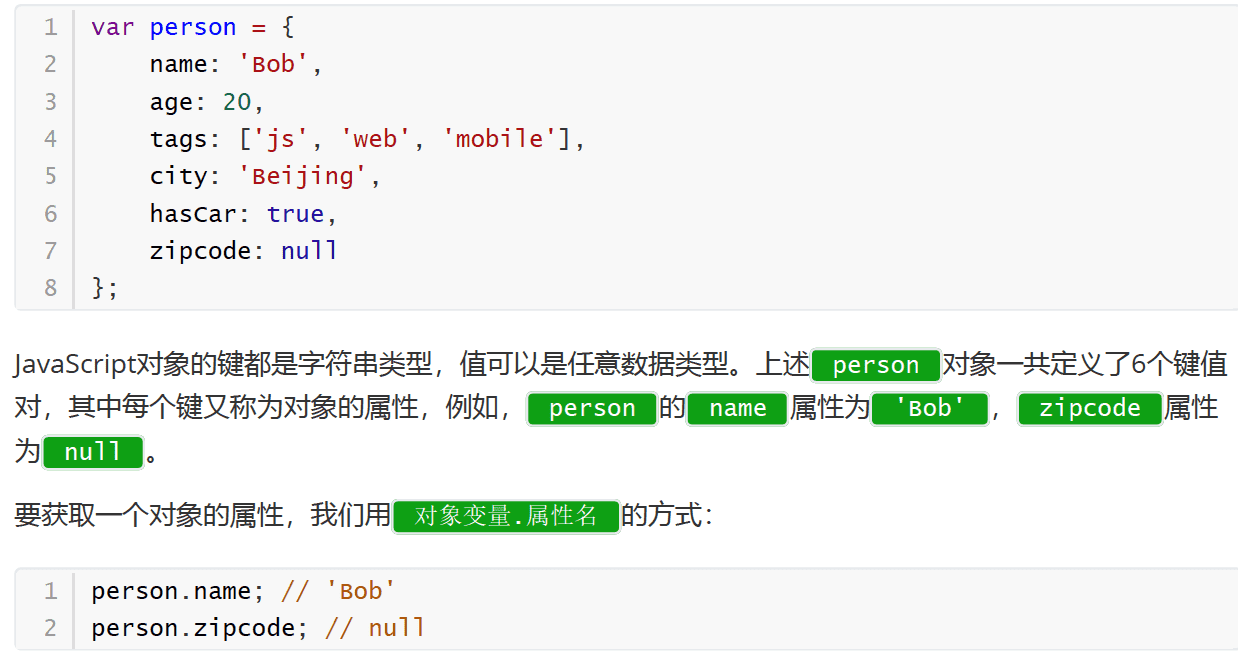 1 var person = {
2     name: 'Bob',
3     age: 20,
4     tags: ['js', 'web', 'mobile'],
5     city: 'Beijing',
6     hasCar: true,
7     zipcode: null
8 };
JavaScript对象的键都是字符串类型，值可以是任意数据类型。上述 person 对象一共定义了6个键值
对，其中每个键又称为对象的属性，例如， person 的 name 属性为 'Bob' ， zipcode 属性
为 null 。
要获取一个对象的属性，我们用 对象变量.属性名 的方式：
1 person.name; // 'Bob'
2 person.zipcode; // null